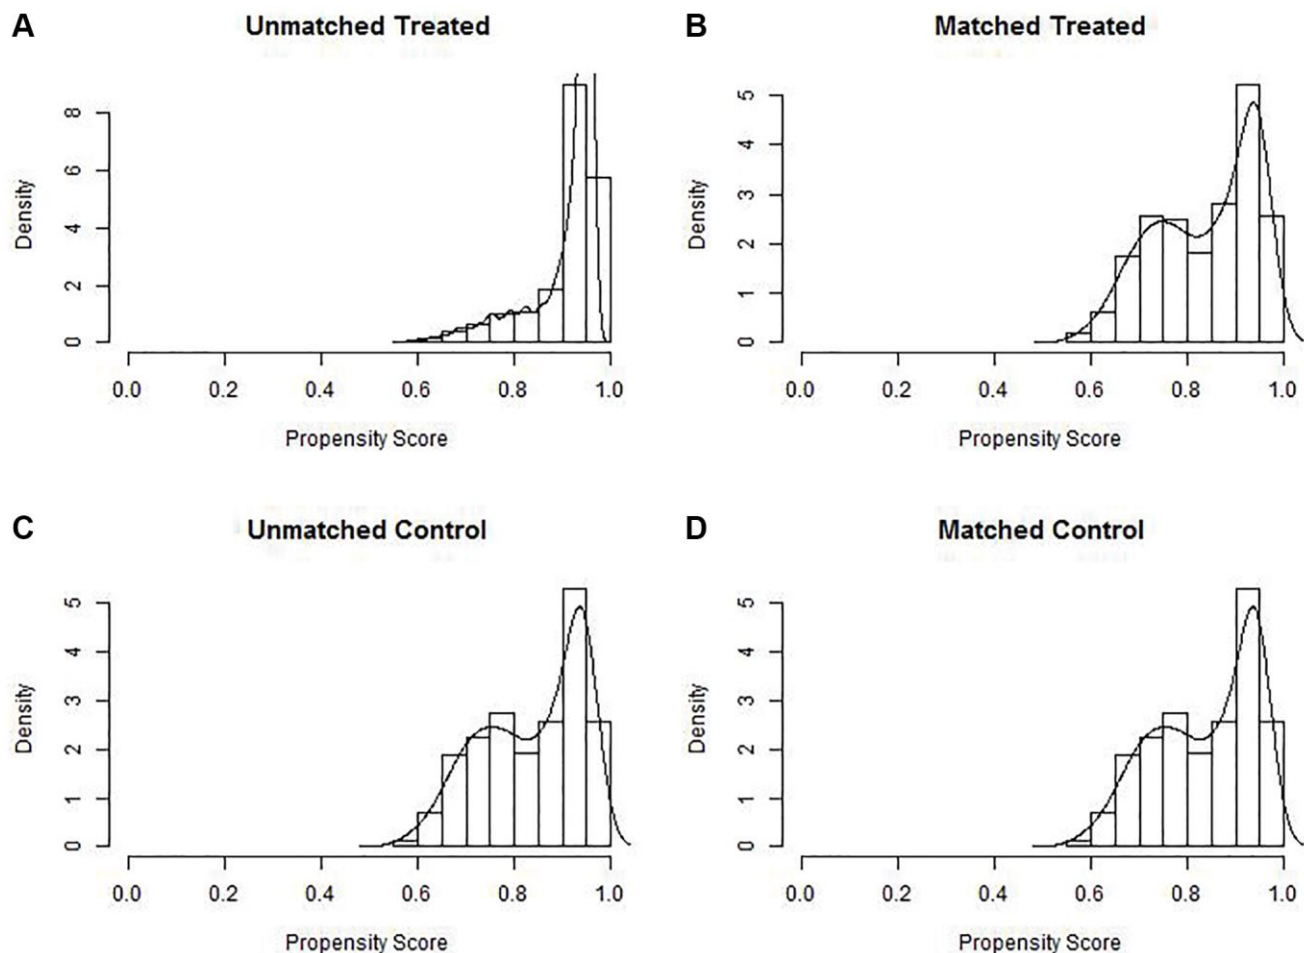 A
Unmatched Treated
Density
8
6
4
2
0
0.0 0.2 0.4 0.6 0.8 1.0
Propensity Score
B
Matched Treated
Density
5
4
3
2
1
0
0.0 0.2 0.4 0.6 0.8 1.0
Propensity Score
C
Unmatched Control
Density
5
4
3
2
1
0
0.0 0.2 0.4 0.6 0.8 1.0
Propensity Score
D
Matched Control
Density
5
4
3
2
1
0
0.0 0.2 0.4 0.6 0.8 1.0
Propensity Score